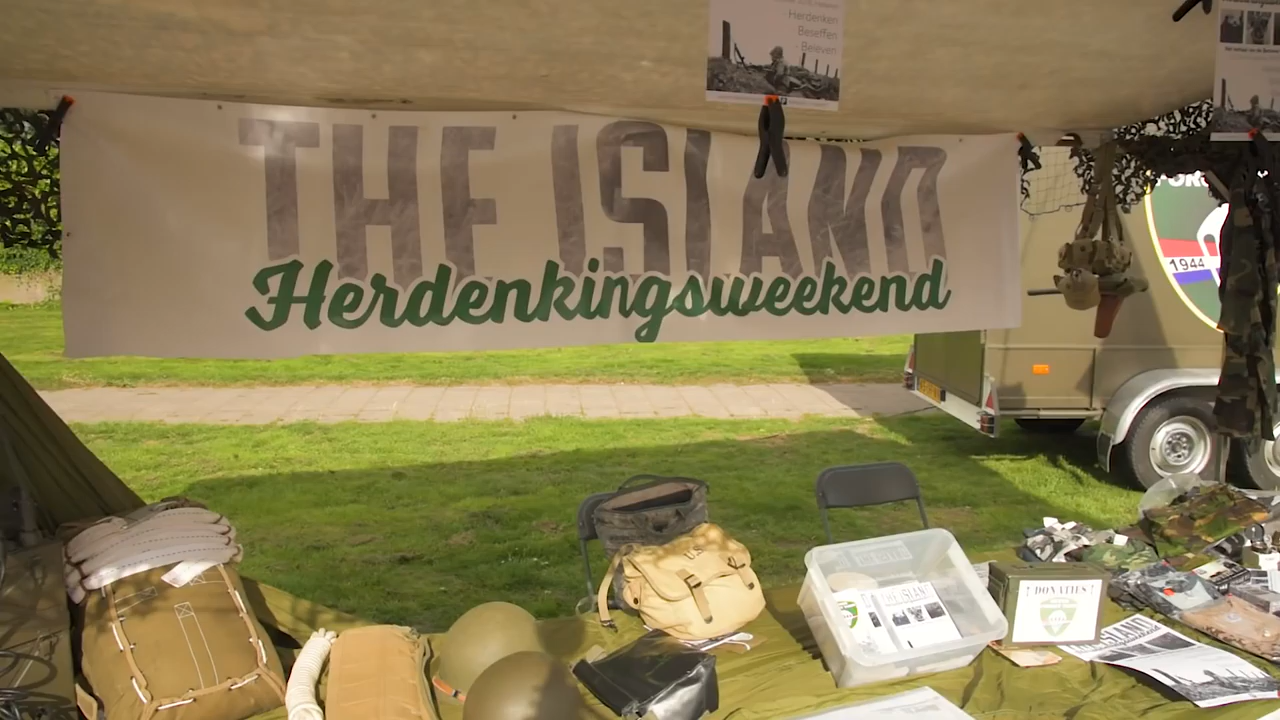 Herdenken
Beseffen
Beleven
THE ISLAND
Herdenkingsweekend
1944
U.S.
THE ISLAND
DONATIES